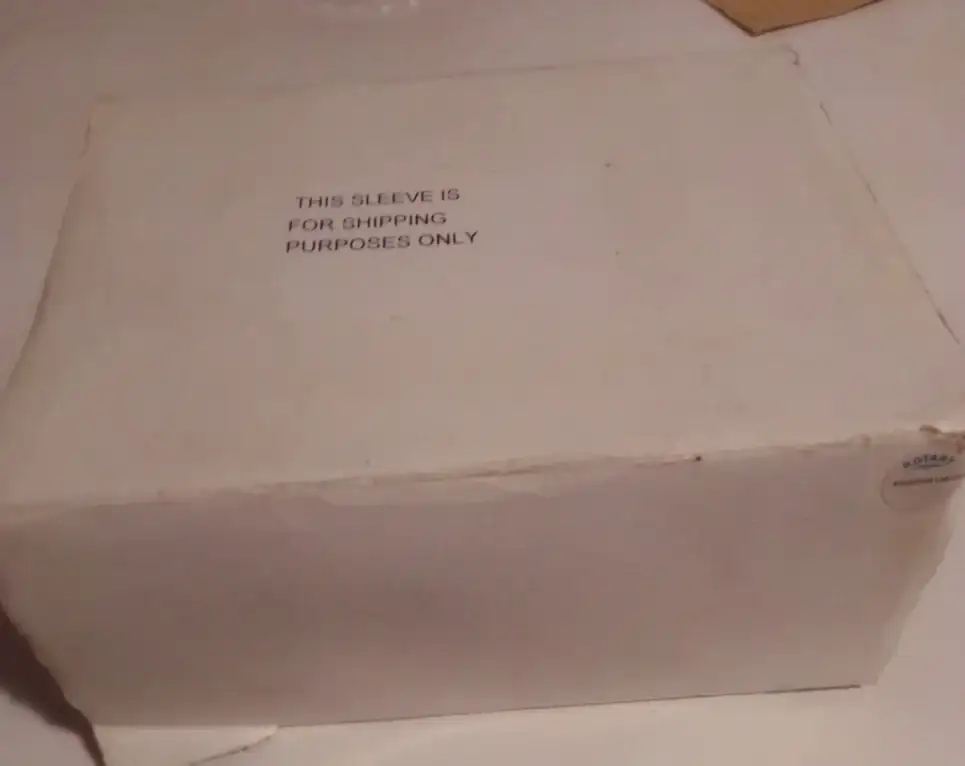 THIS SLEEVE IS
FOR SHIPPING
PURPOSES ONLY